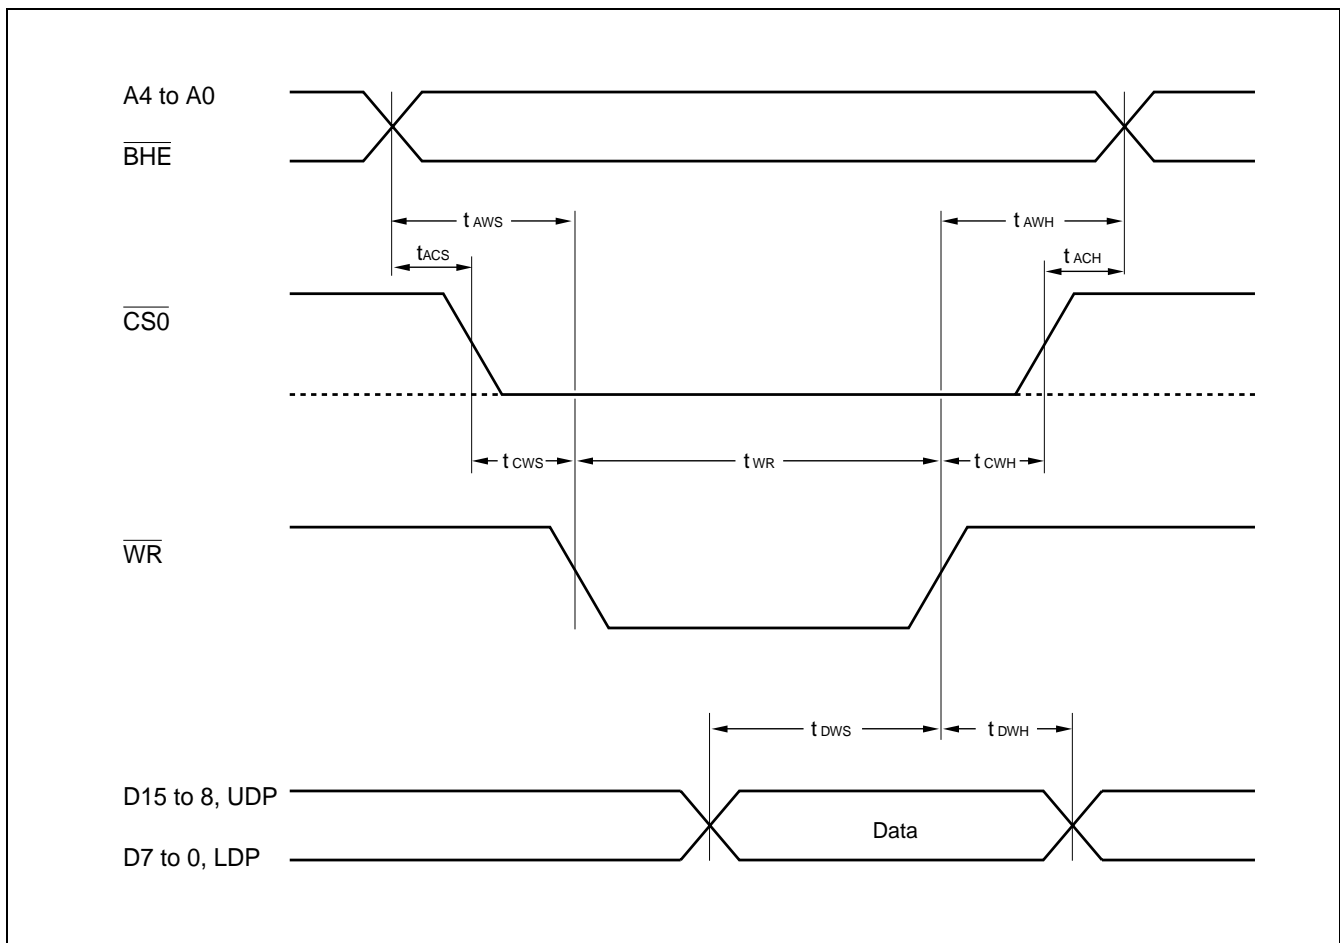 A4 to A0
BHE
t AWS
t AWH
tACS
t ACH
CS0
t CWS
t WR
t CWH
WR
t DWS
t DWH
D15 to 8, UDP
Data
D7 to 0, LDP